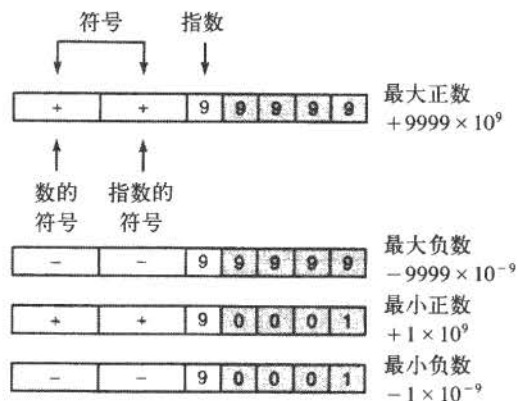 符号 指数
+ + 9 9 9 9 9 最大正数
+9999 × 10⁹
数的 指数的
符号 符号
最大负数
− − 9 9 9 9 9
−9999 × 10⁻⁹
最小正数
+ + 9 0 0 0 1
+1 × 10⁹
最小负数
− − 9 0 0 0 1
−1 × 10⁻⁹